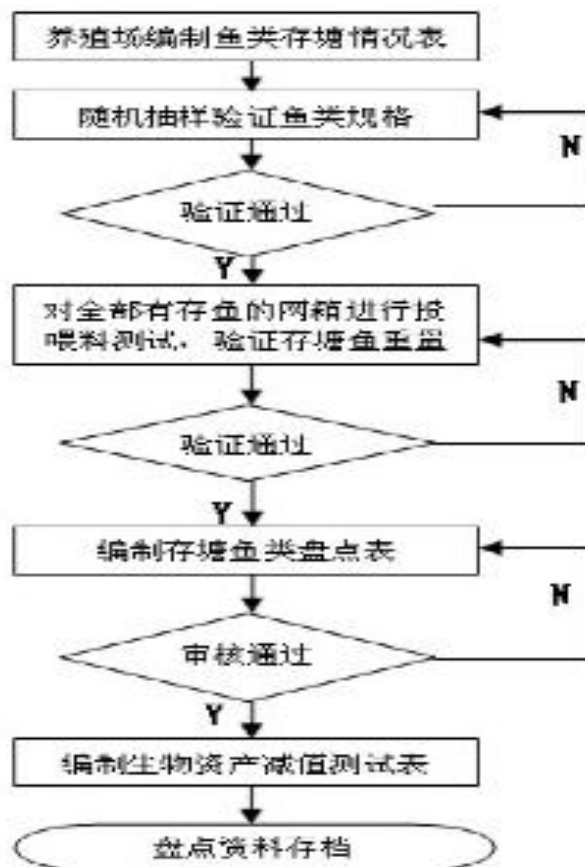 养殖场编制鱼类存塘情况表
随机抽样验证鱼类规格
N
验证通过
Y
对全部有存鱼的网箱进行投
喂料测试，验证存塘鱼重量
N
验证通过
Y
编制存塘鱼类盘点表
N
审核通过
Y
编制生物资产减值测试表
盘点资料存档